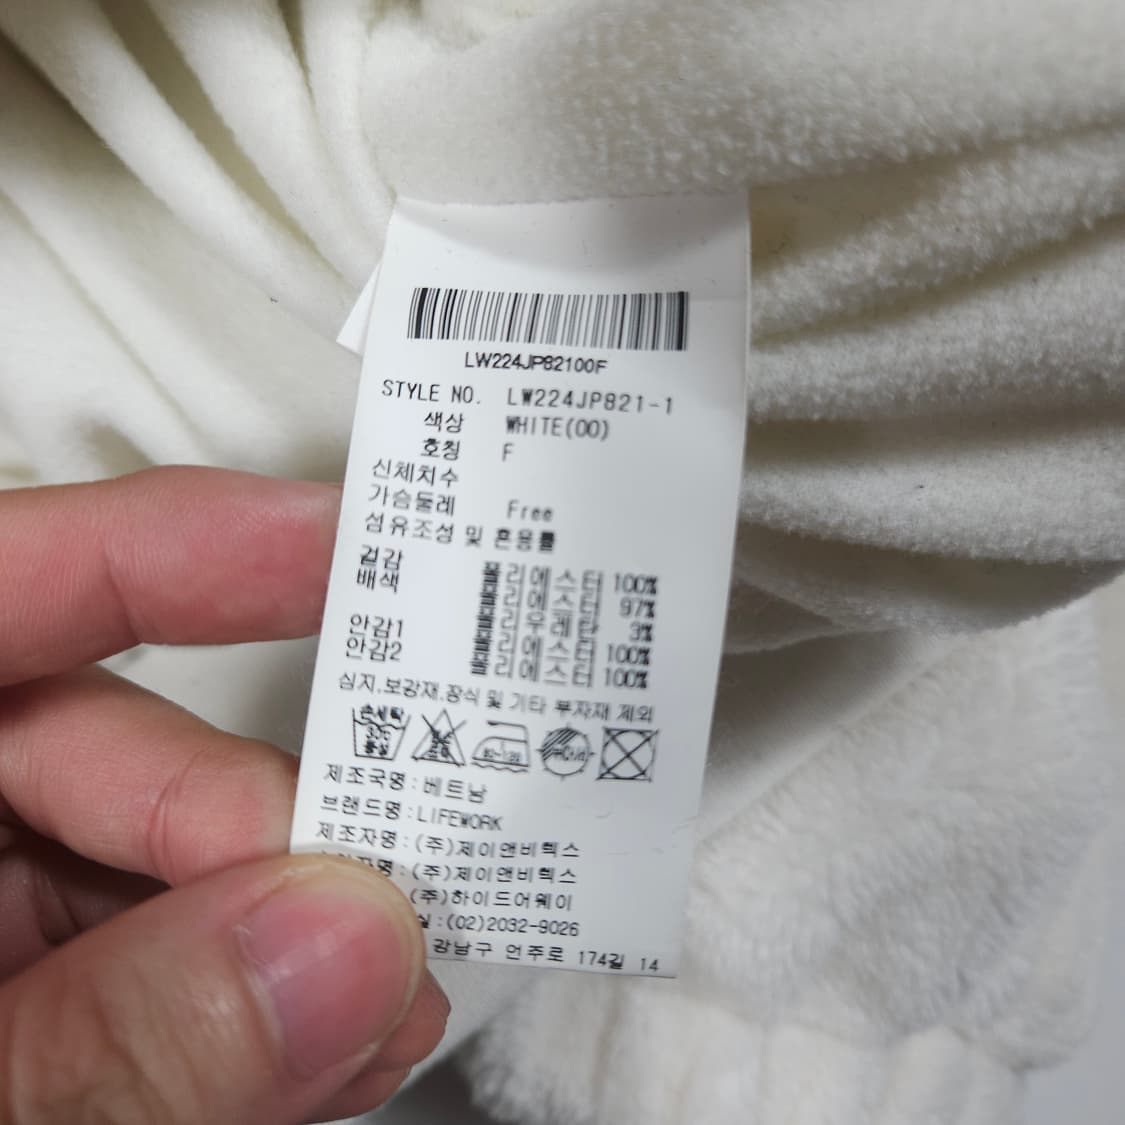 LW224JP82100F
STYLE NO. LW224JP821-1
색상 WHITE(00)
호칭 F
신체치수
가슴둘레 Free
섬유조성 및 혼용률
겉감 폴리에스터 100%
배색 폴리에스터 97%
폴리우레탄 3%
안감1 폴리에스터 100%
안감2 폴리에스터 100%
심지,보강재,장식 및 기타 부자재 제외
손세탁
제조국명:베트남
브랜드명:LIFEWORK
제조자명:(주)제이앤비텍스
(주)제이앤비텍스
(주)하이드어웨이
:(02)2032-9026
강남구 언주로 174길 14